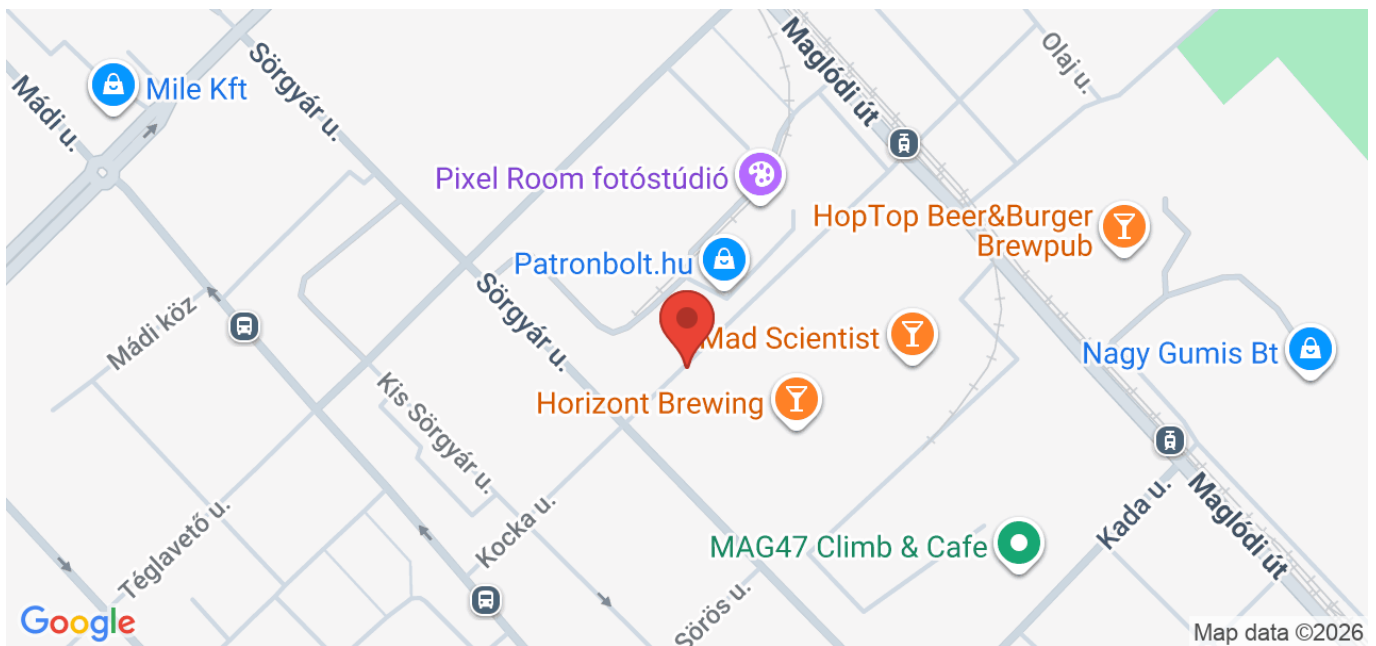 Maglódi út
Olaj u.
Sörgyár u.
Mile Kft
Mádi u.
Pixel Room fotóstúdió
HopTop Beer&Burger
Brewpub
Patronbolt.hu
Sörgyár u.
Mádi köz
Mad Scientist
Nagy Gumis Bt
Horizont Brewing
Kis Sörgyár u.
Kada u.
Maglódi út
Kocka u.
Téglavető u.
MAG47 Climb & Cafe
Sörös u.
Google
Map data ©2026